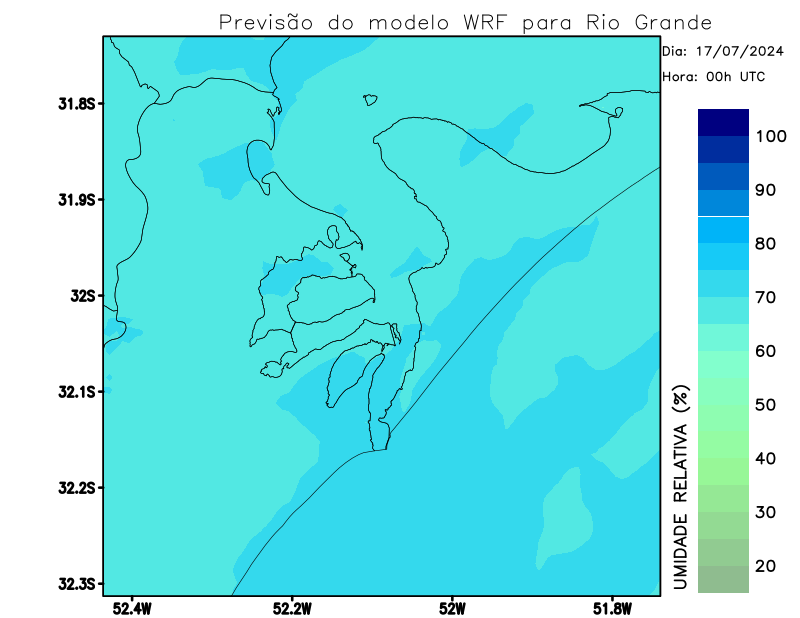 Previsão do modelo WRF para Rio Grande
Dia: 17/07/2024
Hora: 00h UTC
31.8S
31.9S
32S
32.1S
32.2S
32.3S
52.4W
52.2W
52W
51.8W
100
90
80
70
60
50
40
30
20
UMIDADE RELATIVA (%)